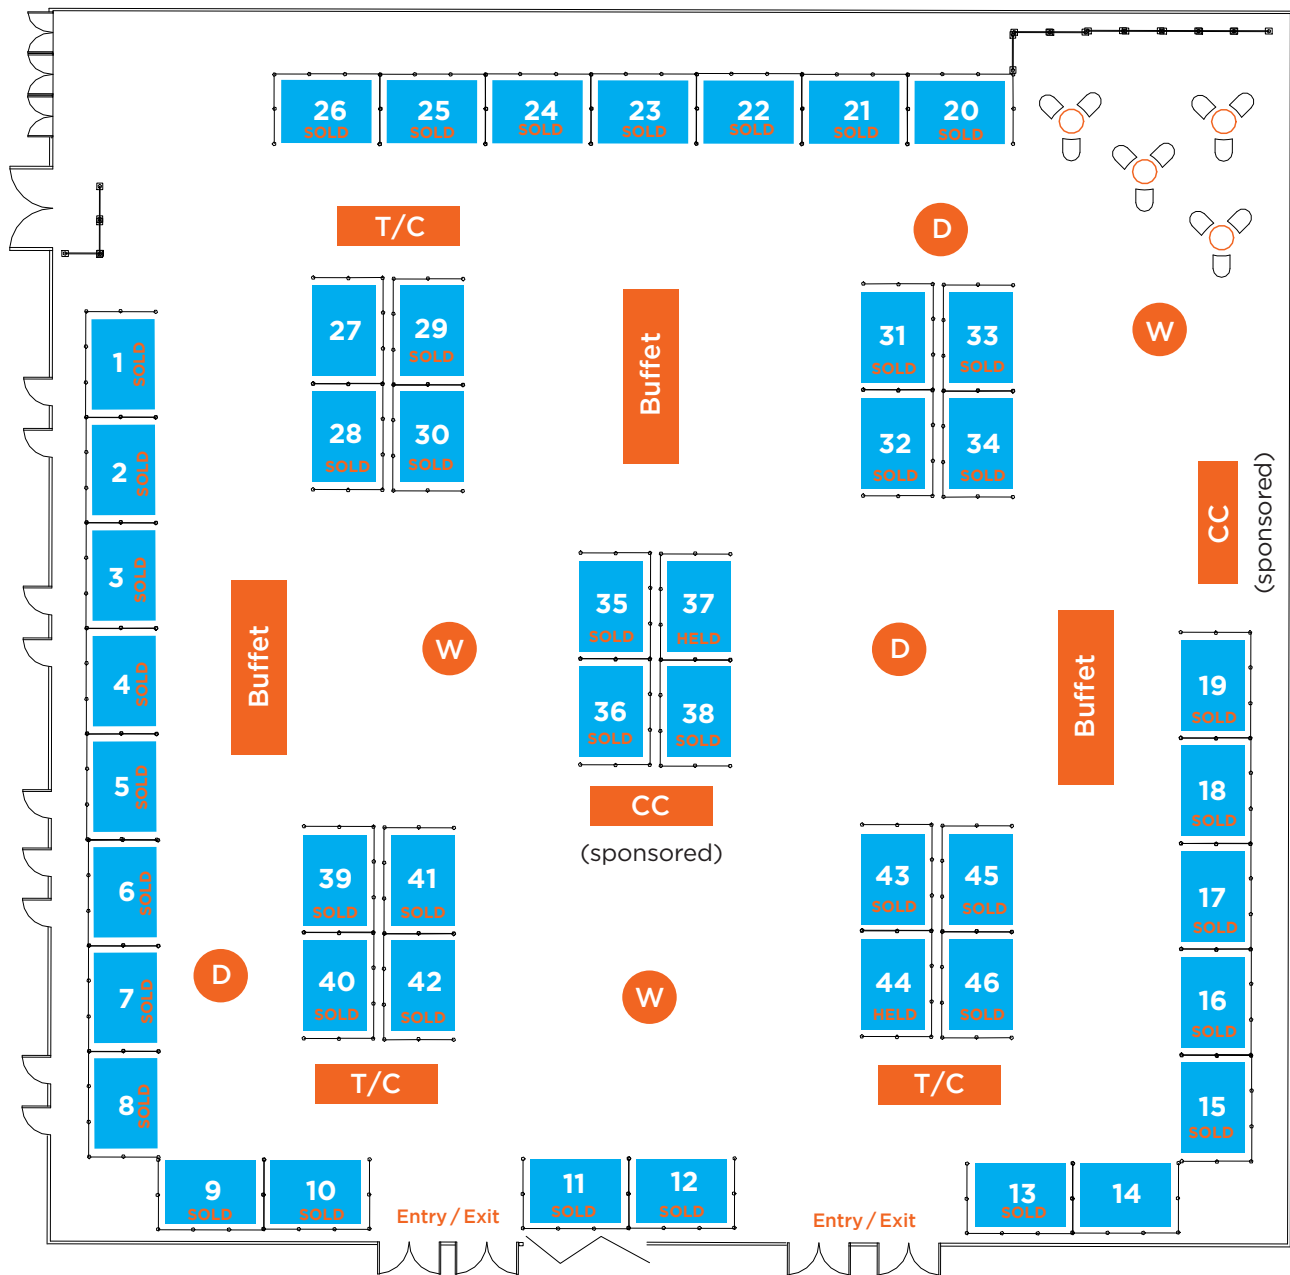 26 25 24 23 22 21 20
SOLD SOLD SOLD SOLD SOLD SOLD SOLD
T/C
D
27 29
SOLD
28 30
SOLD SOLD
Buffet
31 33
SOLD SOLD
32 34
SOLD SOLD
W
CC
(sponsored)
1 SOLD
2 SOLD
3 SOLD
4 SOLD
5 SOLD
6 SOLD
7 SOLD
8 SOLD
Buffet
W
35 37
SOLD HELD
36 38
SOLD SOLD
CC
(sponsored)
D
Buffet
19
SOLD
18
SOLD
17
SOLD
16
SOLD
15
SOLD
39 41
SOLD SOLD
40 42
SOLD SOLD
D
W
43 45
SOLD SOLD
44 46
HELD SOLD
T/C
T/C
9 10
SOLD SOLD
Entry / Exit
11 12
SOLD SOLD
Entry / Exit
13 14
SOLD